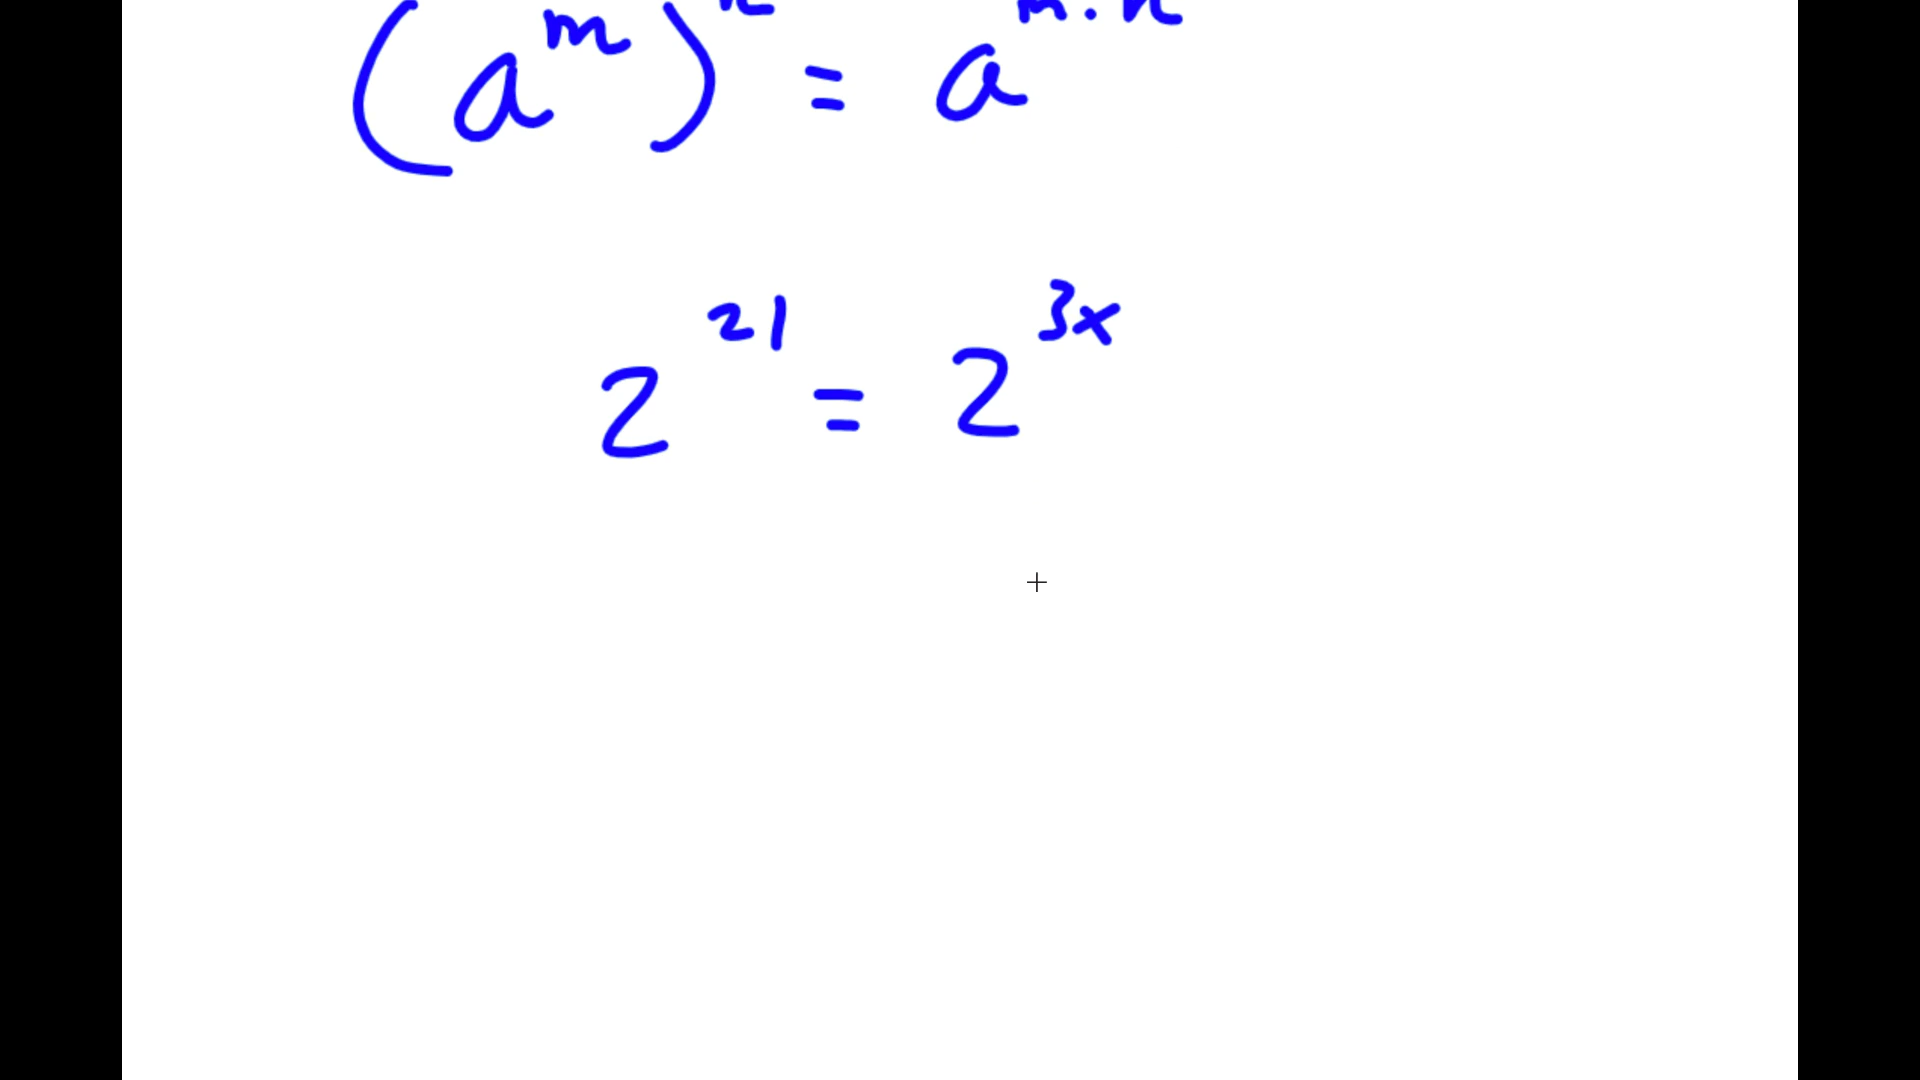 (a^m)^n = a^{m·n}
2^{21} = 2^{3x}